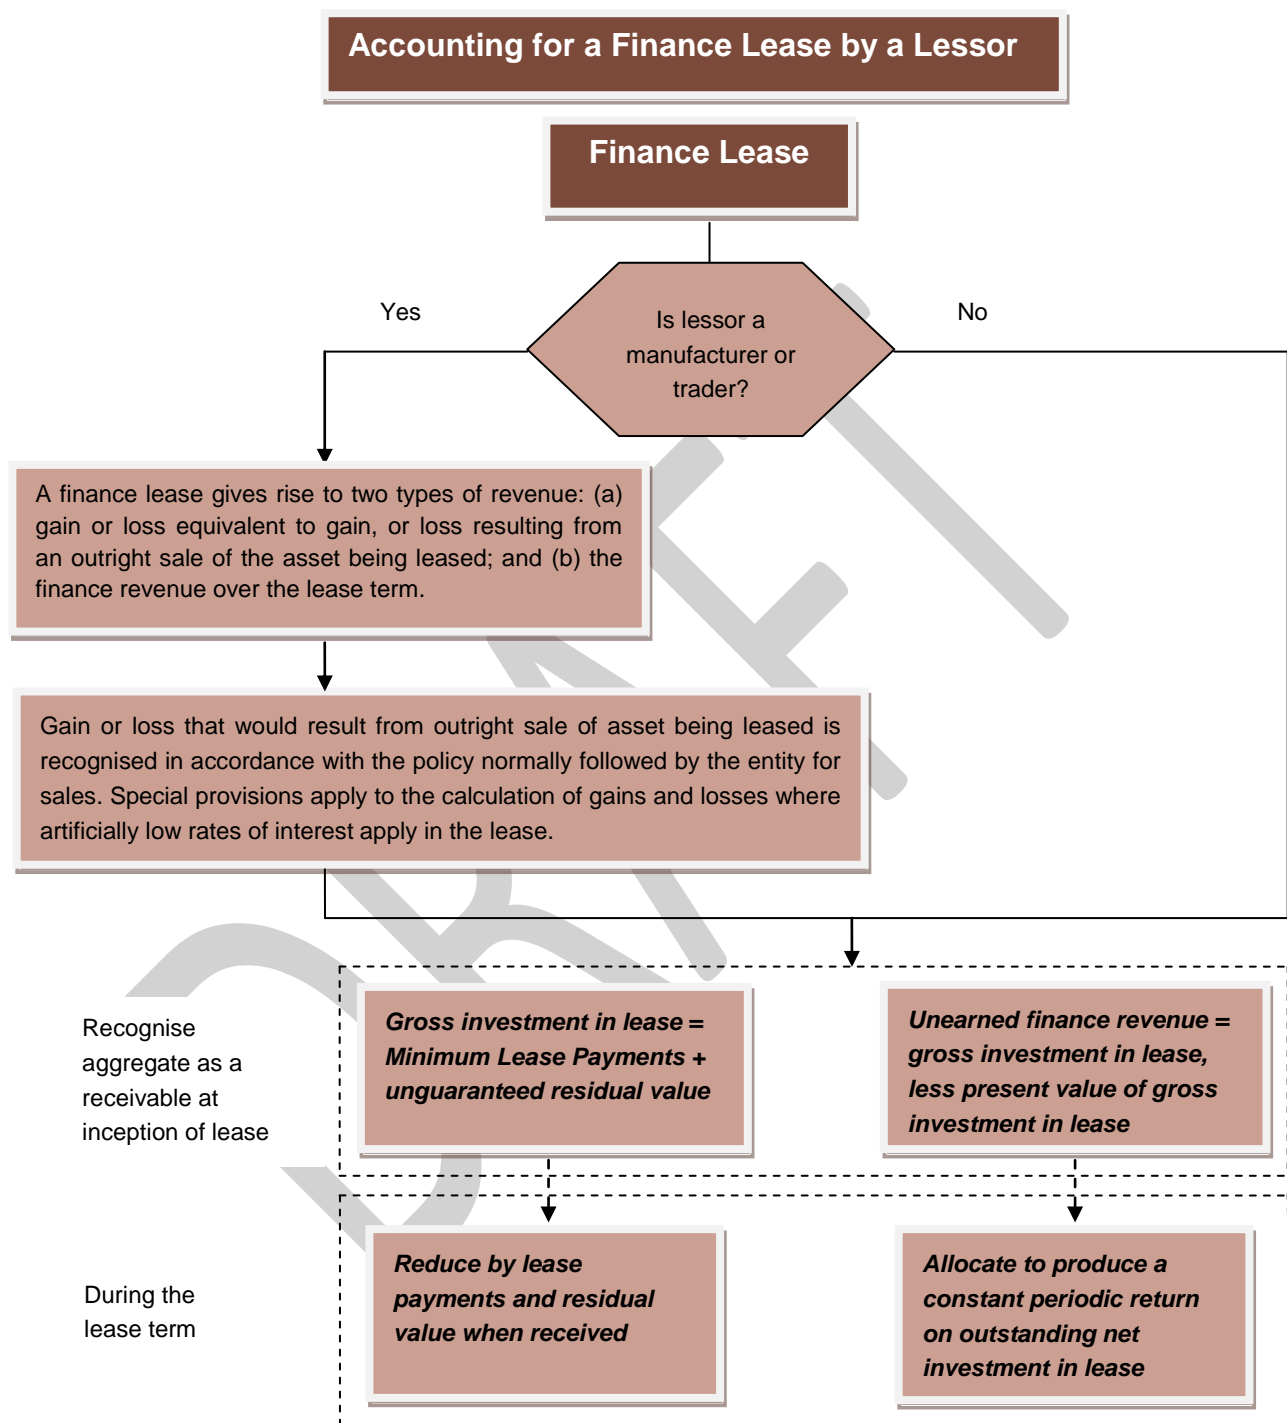 Accounting for a Finance Lease by a Lessor
Finance Lease
Yes
Is lessor a
manufacturer or
trader?
No
A finance lease gives rise to two types of revenue: (a)
gain or loss equivalent to gain, or loss resulting from
an outright sale of the asset being leased; and (b) the
finance revenue over the lease term.
Gain or loss that would result from outright sale of asset being leased is
recognised in accordance with the policy normally followed by the entity for
sales. Special provisions apply to the calculation of gains and losses where
artificially low rates of interest apply in the lease.
Recognise
aggregate as a
receivable at
inception of lease
Gross investment in lease =
Minimum Lease Payments +
unguaranteed residual value
Unearned finance revenue =
gross investment in lease,
less present value of gross
investment in lease
During the
lease term
Reduce by lease
payments and residual
value when received
Allocate to produce a
constant periodic return
on outstanding net
investment in lease
DRAFT